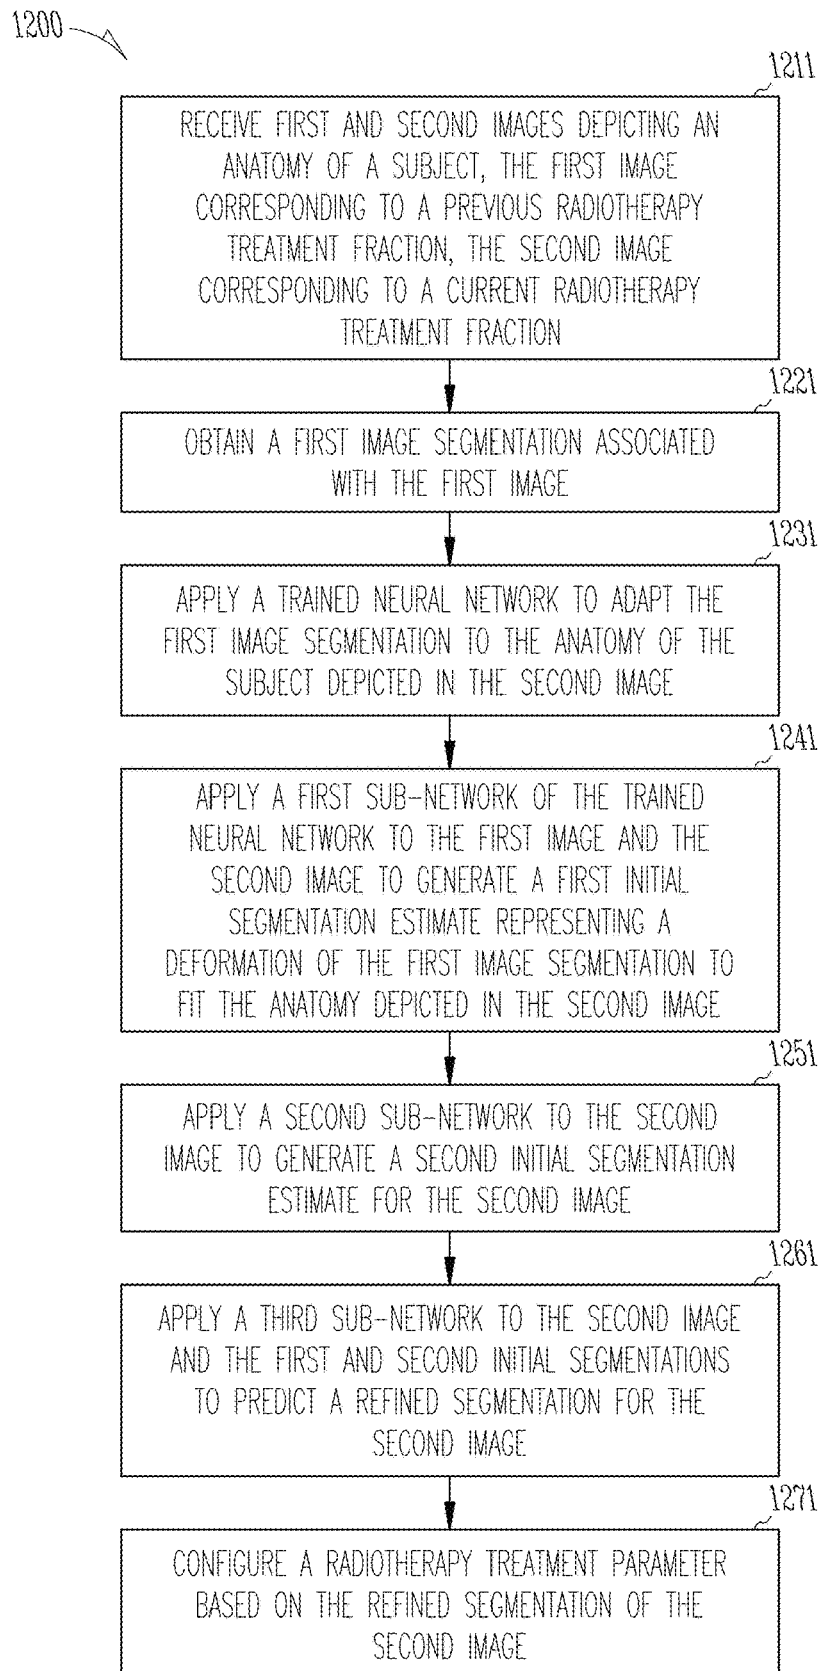 1200
1211
RECEIVE FIRST AND SECOND IMAGES DEPICTING AN
ANATOMY OF A SUBJECT, THE FIRST IMAGE
CORRESPONDING TO A PREVIOUS RADIOTHERAPY
TREATMENT FRACTION, THE SECOND IMAGE
CORRESPONDING TO A CURRENT RADIOTHERAPY
TREATMENT FRACTION
1221
OBTAIN A FIRST IMAGE SEGMENTATION ASSOCIATED
WITH THE FIRST IMAGE
1231
APPLY A TRAINED NEURAL NETWORK TO ADAPT THE
FIRST IMAGE SEGMENTATION TO THE ANATOMY OF THE
SUBJECT DEPICTED IN THE SECOND IMAGE
1241
APPLY A FIRST SUB-NETWORK OF THE TRAINED
NEURAL NETWORK TO THE FIRST IMAGE AND THE
SECOND IMAGE TO GENERATE A FIRST INITIAL
SEGMENTATION ESTIMATE REPRESENTING A
DEFORMATION OF THE FIRST IMAGE SEGMENTATION TO
FIT THE ANATOMY DEPICTED IN THE SECOND IMAGE
1251
APPLY A SECOND SUB-NETWORK TO THE SECOND
IMAGE TO GENERATE A SECOND INITIAL SEGMENTATION
ESTIMATE FOR THE SECOND IMAGE
1261
APPLY A THIRD SUB-NETWORK TO THE SECOND IMAGE
AND THE FIRST AND SECOND INITIAL SEGMENTATIONS
TO PREDICT A REFINED SEGMENTATION FOR THE
SECOND IMAGE
1271
CONFIGURE A RADIOTHERAPY TREATMENT PARAMETER
BASED ON THE REFINED SEGMENTATION OF THE
SECOND IMAGE